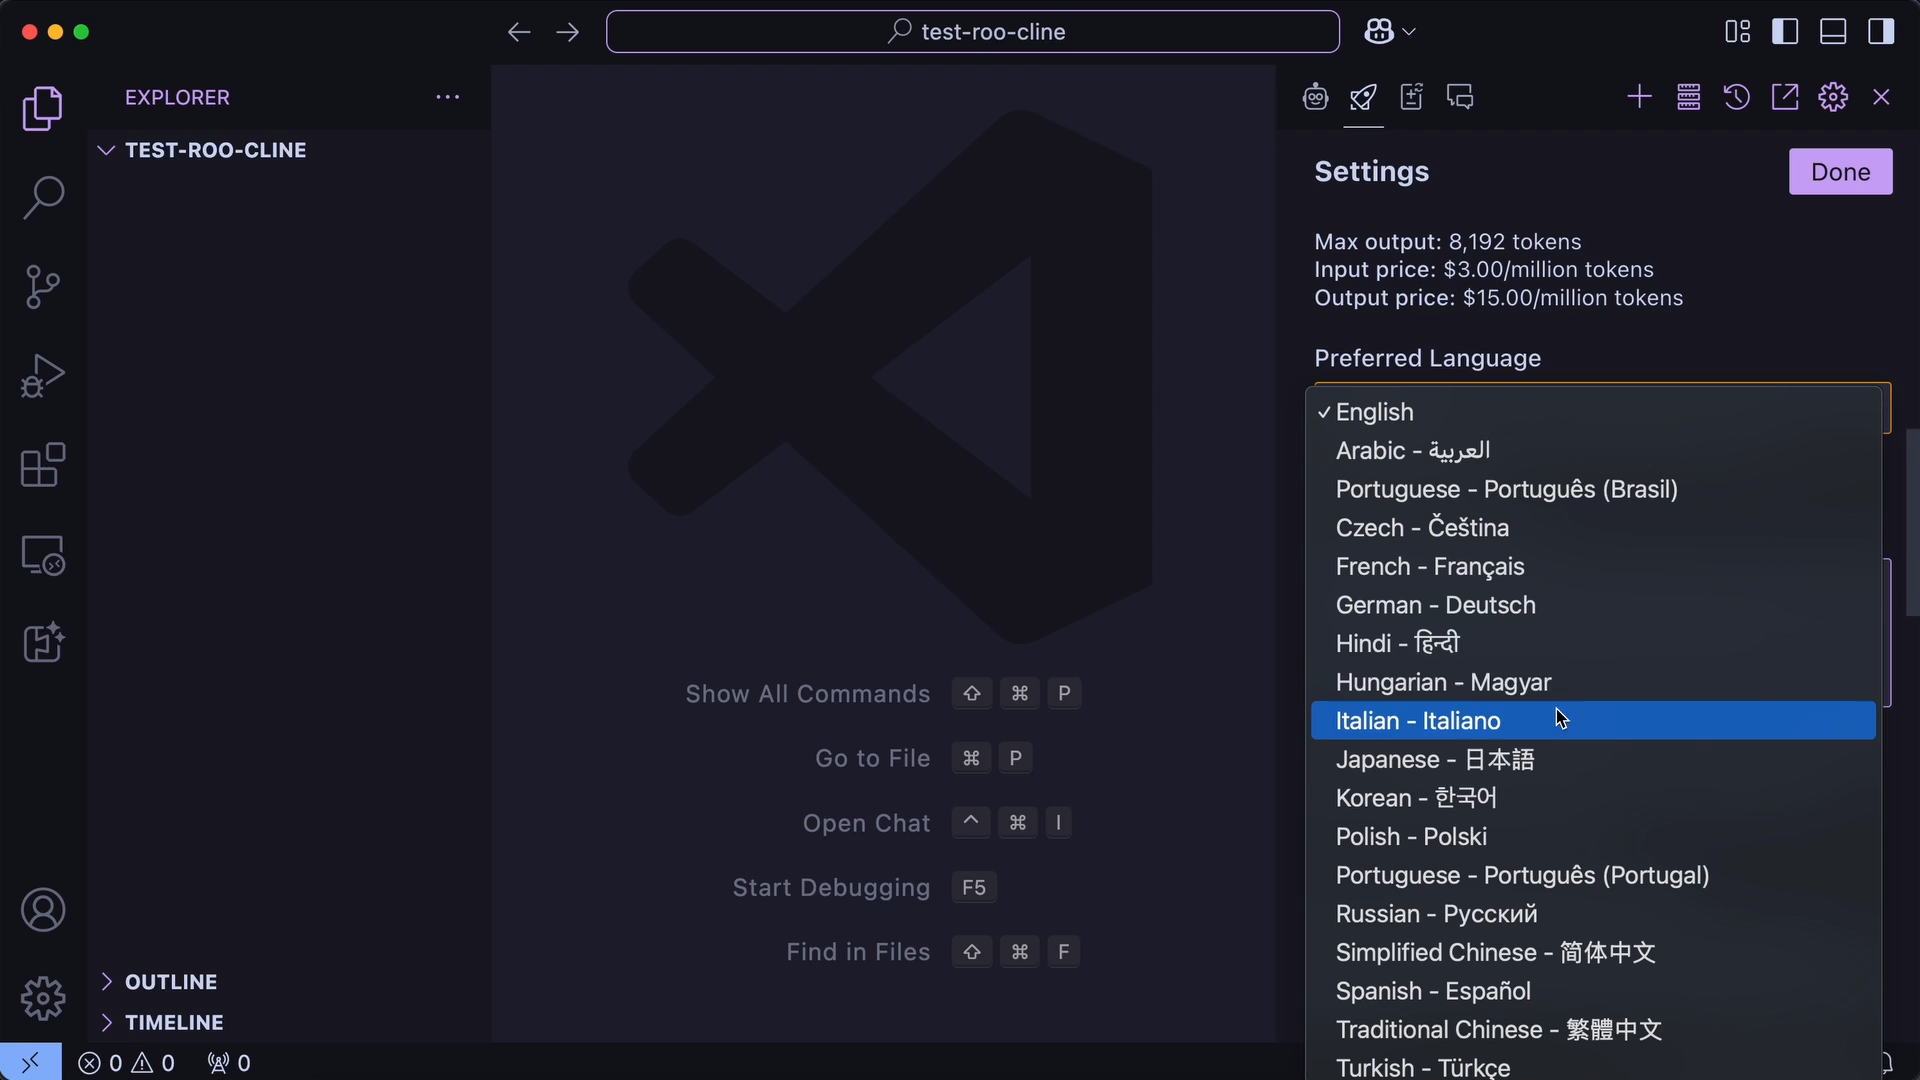 test-roo-cline
EXPLORER
TEST-ROO-CLINE
Settings
Done
Max output: 8,192 tokens
Input price: $3.00/million tokens
Output price: $15.00/million tokens
Preferred Language
✓ English
Arabic - العربية
Portuguese - Português (Brasil)
Czech - Čeština
French - Français
German - Deutsch
Hindi - हिन्दी
Hungarian - Magyar
Italian - Italiano
Japanese - 日本語
Korean - 한국어
Polish - Polski
Portuguese - Português (Portugal)
Russian - Русский
Simplified Chinese - 简体中文
Spanish - Español
Traditional Chinese - 繁體中文
Turkish - Türkçe
Show All Commands ⇧ ⌘ P
Go to File ⌘ P
Open Chat ^ ⌘ I
Start Debugging F5
Find in Files ⇧ ⌘ F
OUTLINE
TIMELINE
0 0 0